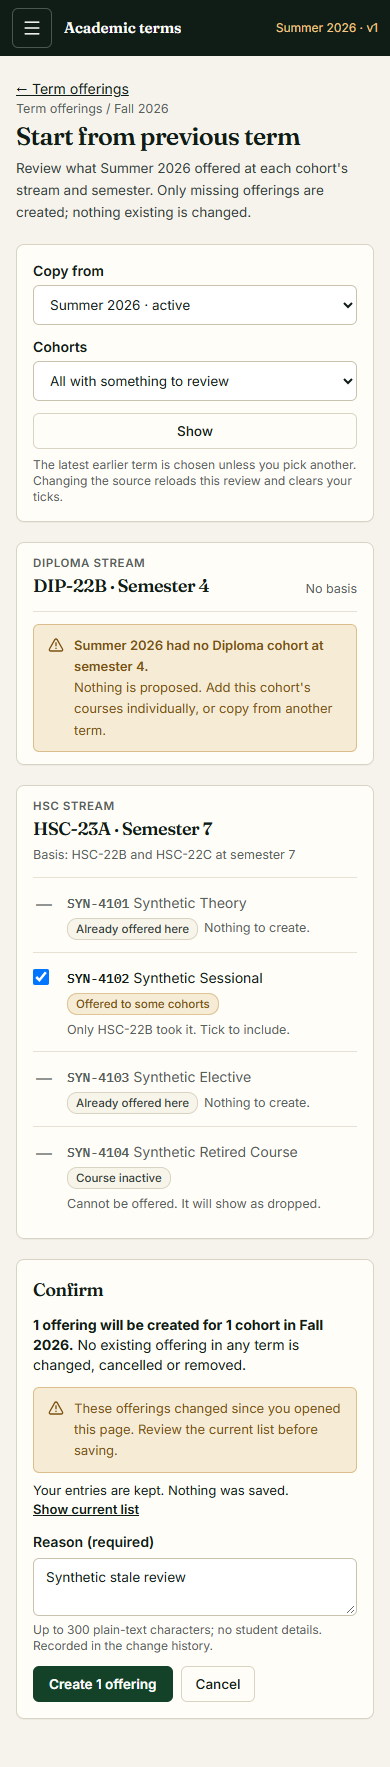 Academic terms
Summer 2026 · v1
← Term offerings
Term offerings / Fall 2026
Start from previous term
Review what Summer 2026 offered at each cohort's
stream and semester. Only missing offerings are
created; nothing existing is changed.
Copy from
Summer 2026 · active
Cohorts
All with something to review
Show
The latest earlier term is chosen unless you pick another.
Changing the source reloads this review and clears your
ticks.
DIPLOMA STREAM
DIP-22B · Semester 4
No basis
Summer 2026 had no Diploma cohort at
semester 4.
Nothing is proposed. Add this cohort's
courses individually, or copy from another
term.
HSC STREAM
HSC-23A · Semester 7
Basis: HSC-22B and HSC-22C at semester 7
— SYN-4101 Synthetic Theory
Already offered here Nothing to create.
SYN-4102 Synthetic Sessional
Offered to some cohorts
Only HSC-22B took it. Tick to include.
— SYN-4103 Synthetic Elective
Already offered here Nothing to create.
— SYN-4104 Synthetic Retired Course
Course inactive
Cannot be offered. It will show as dropped.
Confirm
1 offering will be created for 1 cohort in Fall
2026. No existing offering in any term is
changed, cancelled or removed.
These offerings changed since you opened
this page. Review the current list before
saving.
Your entries are kept. Nothing was saved.
Show current list
Reason (required)
Synthetic stale review
Up to 300 plain-text characters; no student details.
Recorded in the change history.
Create 1 offering
Cancel